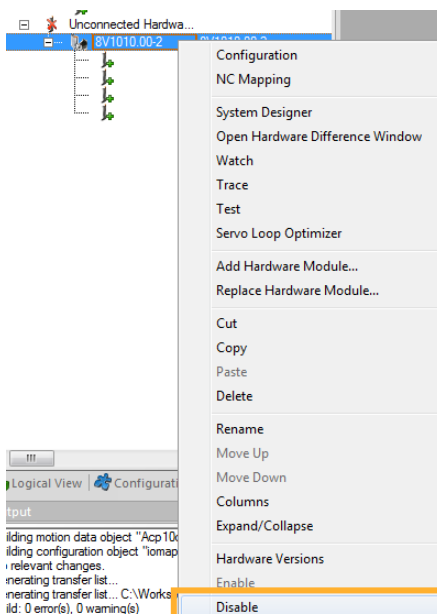 Unconnected Hardwa...
8V1010.00-2
Configuration
NC Mapping
System Designer
Open Hardware Difference Window
Watch
Trace
Test
Servo Loop Optimizer
Add Hardware Module...
Replace Hardware Module...
Cut
Copy
Paste
Delete
Rename
Move Up
Move Down
Columns
Expand/Collapse
Hardware Versions
Enable
Disable
Logical View Configurati
tput
ilding motion data object "Acp10
ilding configuration object "iomap
relevant changes.
enerating transfer list...
enerating transfer list... C:\Works
ild: 0 error(s), 0 warning(s)